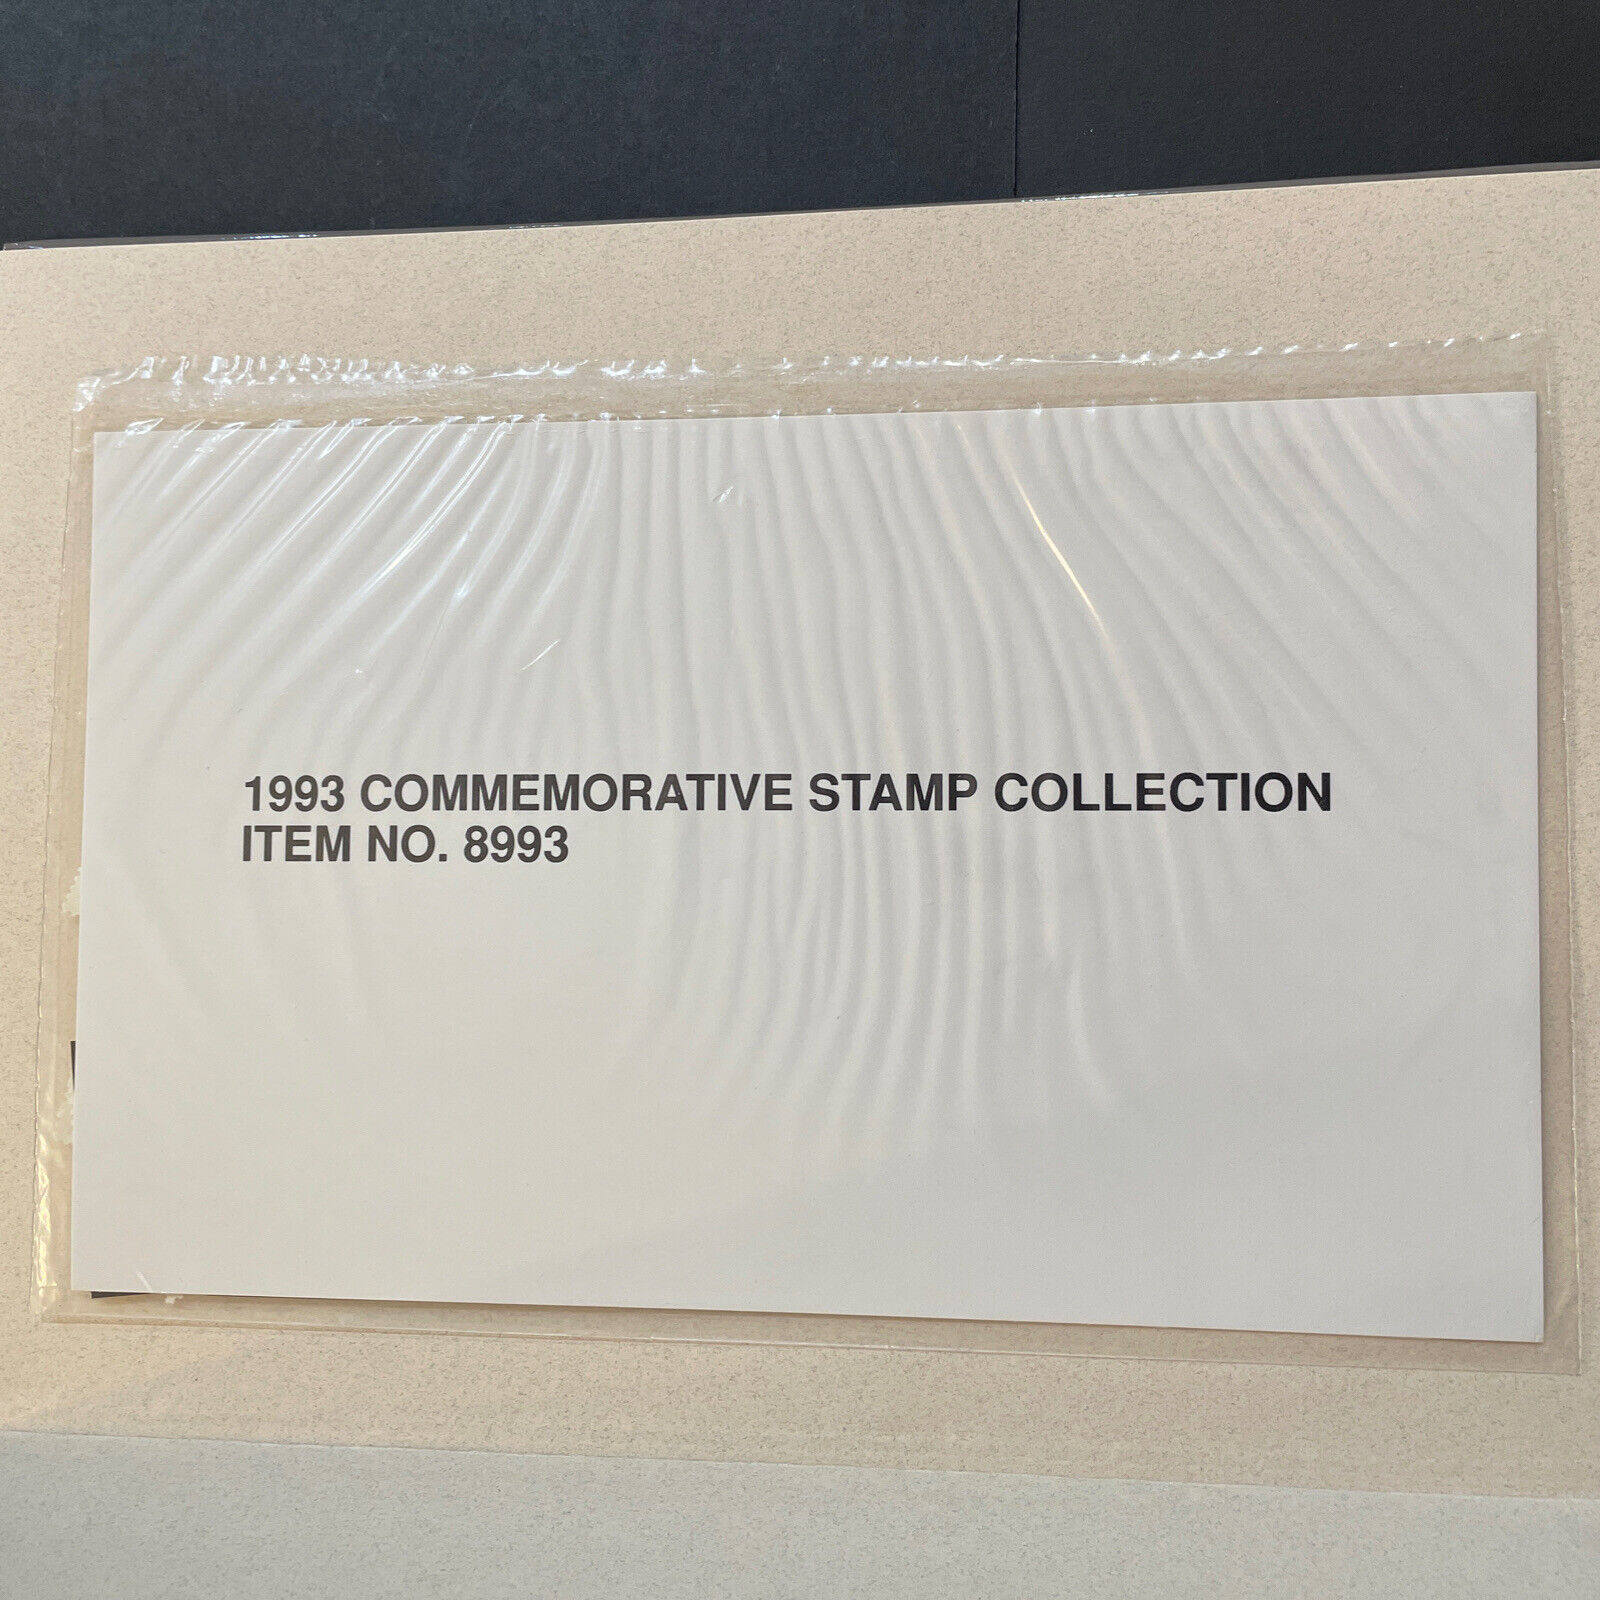 1993 COMMEMORATIVE STAMP COLLECTION
ITEM NO. 8993